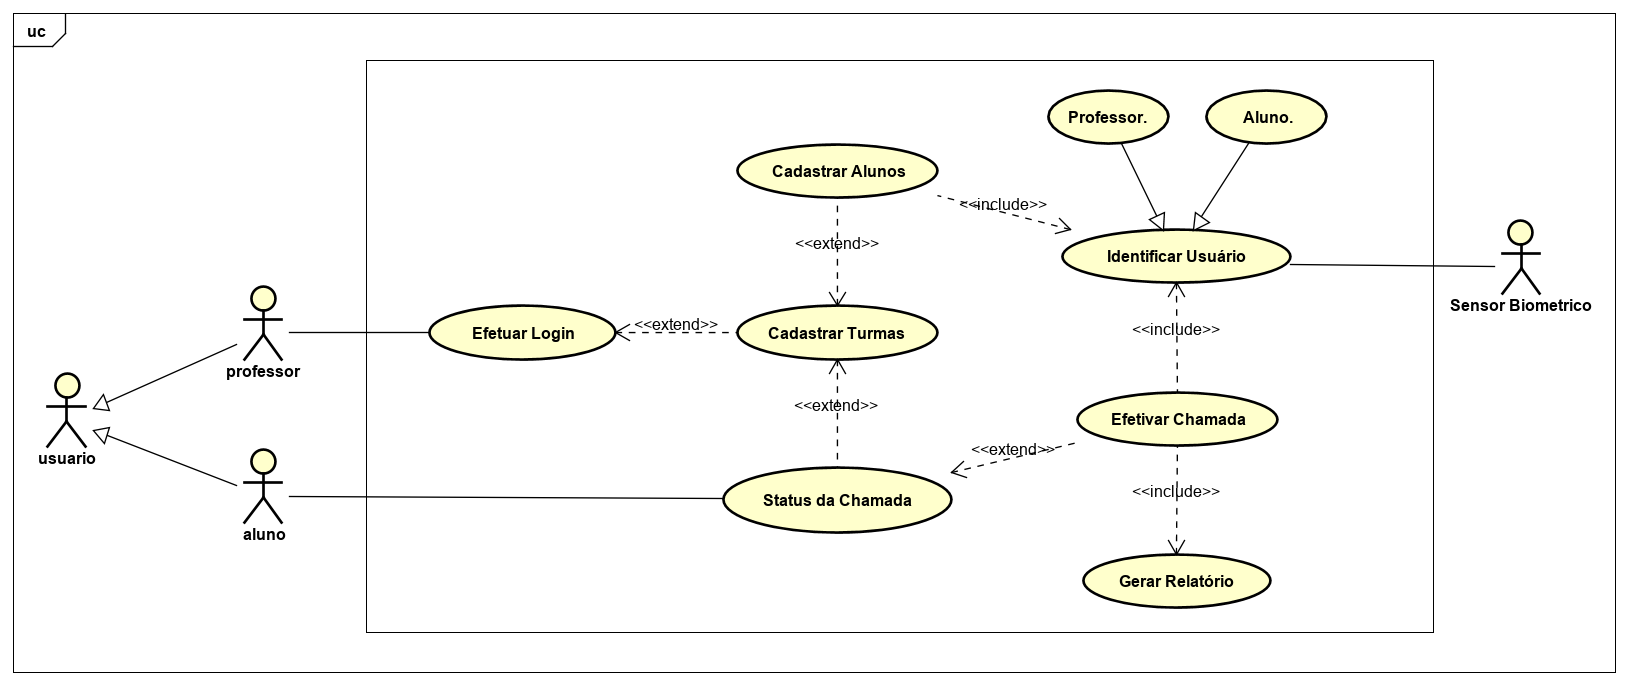 uc
Professor.
Aluno.
Cadastrar Alunos
<<include>>
<<extend>>
Identificar Usuário
Sensor Biometrico
professor
Efetuar Login
<<extend>>
Cadastrar Turmas
<<include>>
usuario
<<extend>>
Efetivar Chamada
<<extend>>
aluno
Status da Chamada
<<include>>
Gerar Relatório